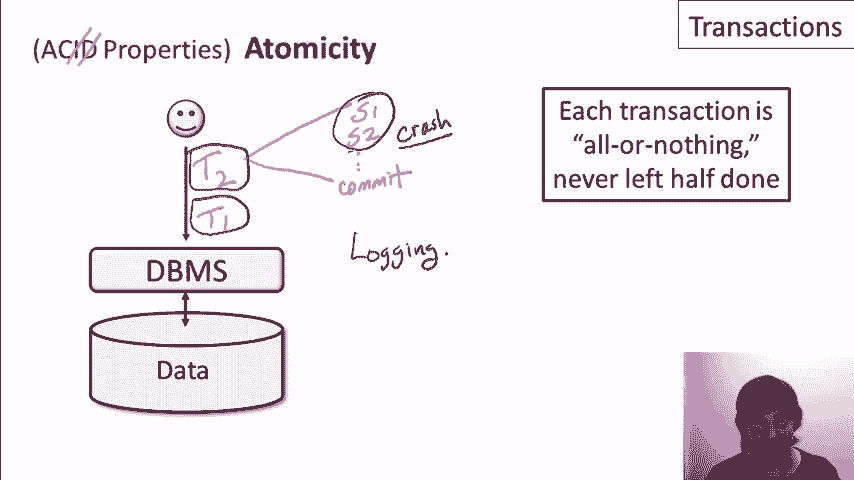 Transactions
(ACID Properties) Atomicity
S1
S2
crash
commit
T2
T1
Logging.
DBMS
Data
Each transaction is
“all-or-nothing,”
never left half done